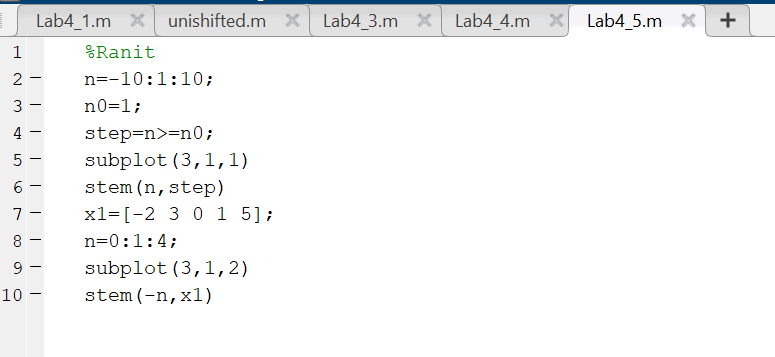 Lab4_1.m unishifted.m Lab4_3.m Lab4_4.m Lab4_5.m +
1 %Ranit
2 n=-10:1:10;
3 n0=1;
4 step=n>=n0;
5 subplot(3,1,1)
6 stem(n,step)
7 x1=[-2 3 0 1 5];
8 n=0:1:4;
9 subplot(3,1,2)
10 stem(-n,x1)